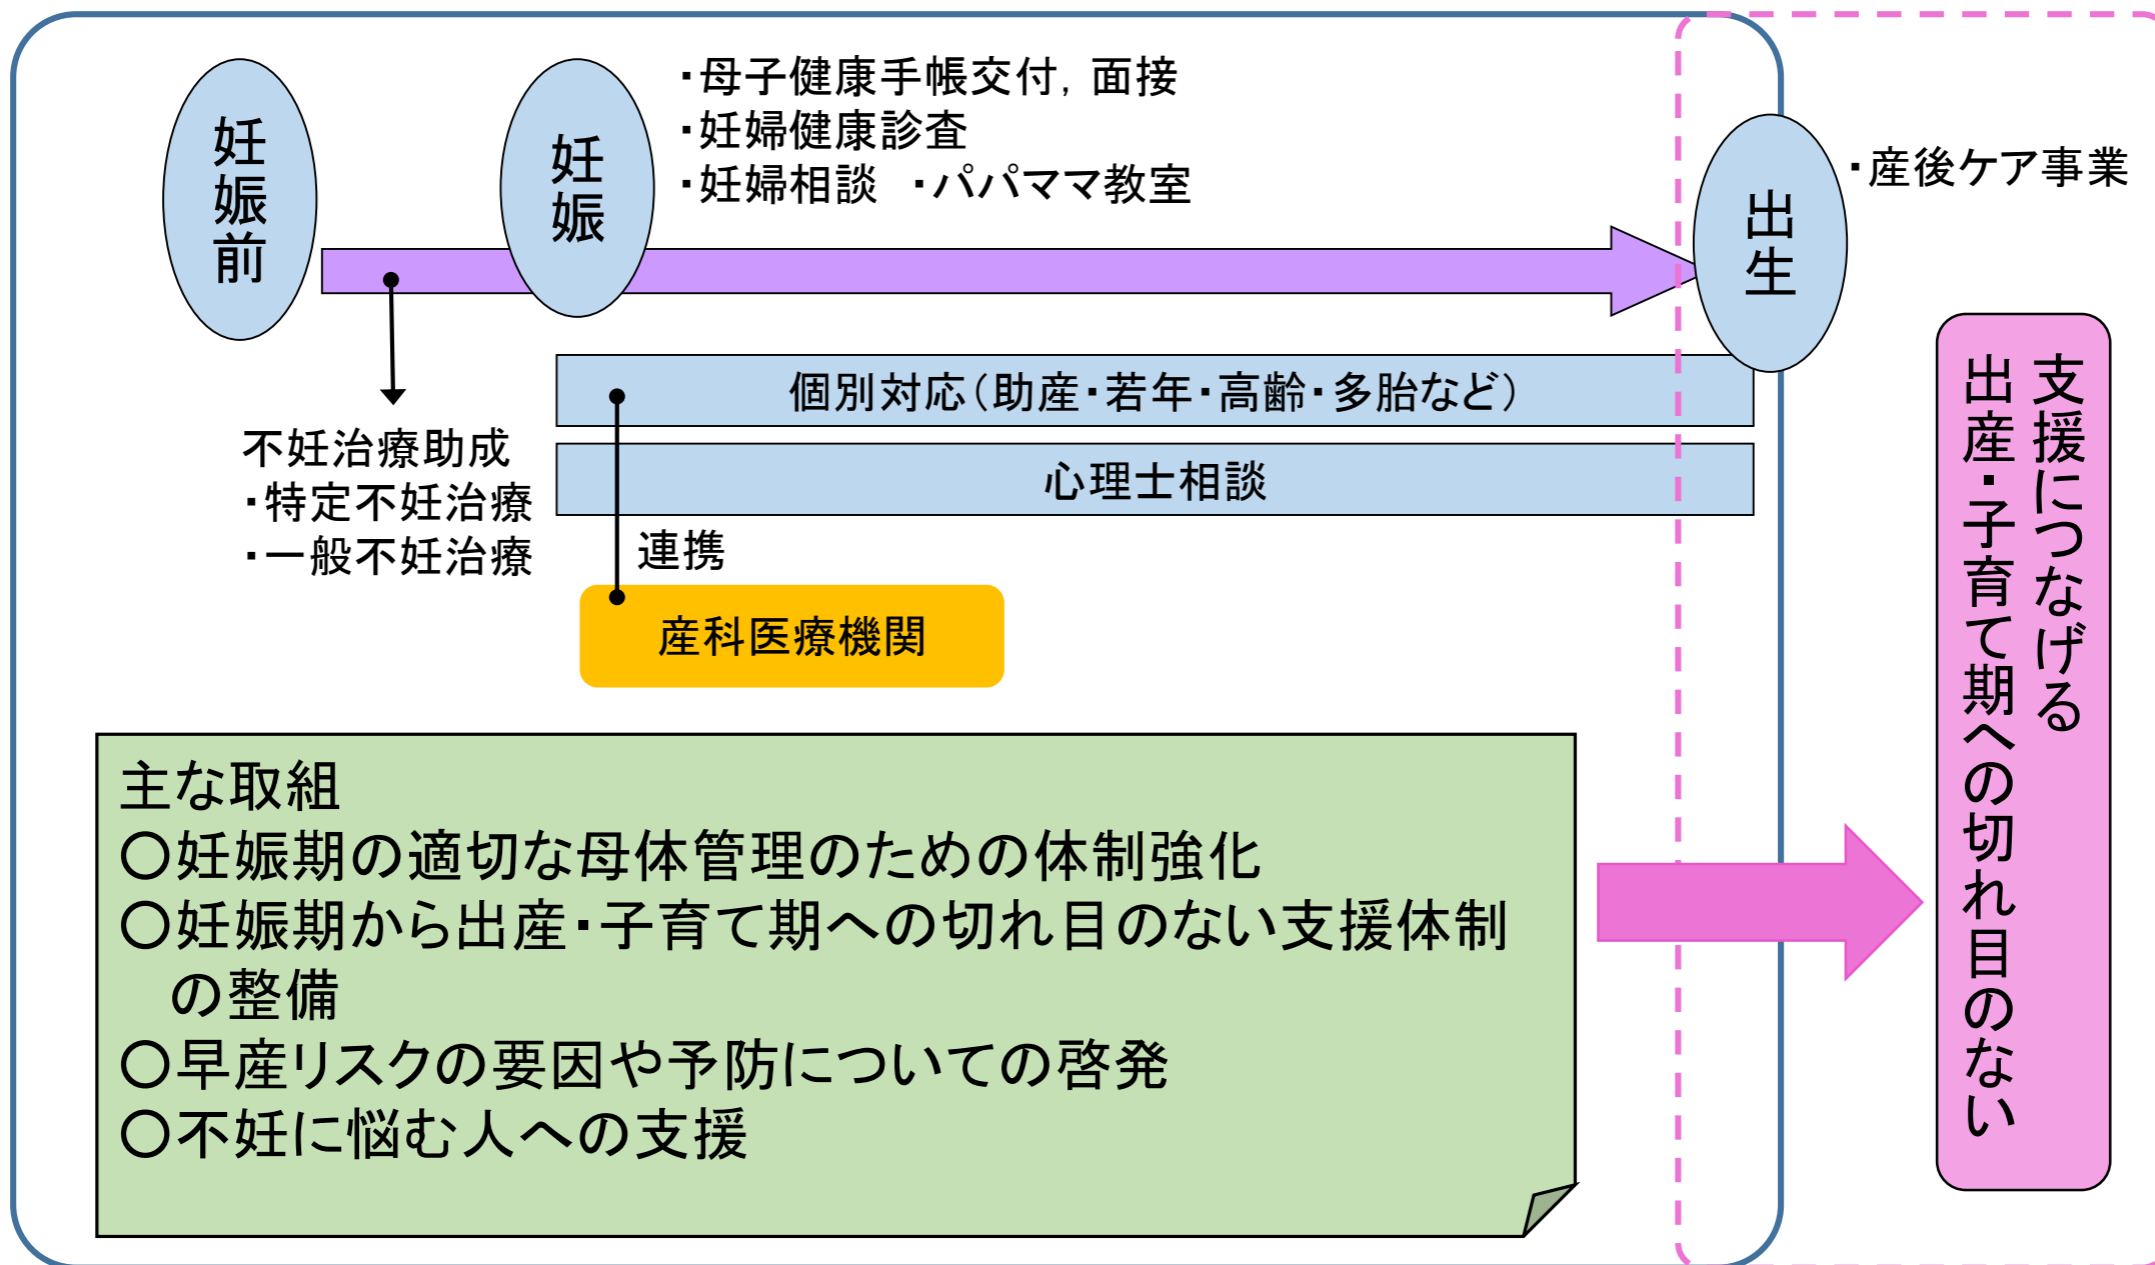 妊娠前
妊娠
・母子健康手帳交付，面接
・妊婦健康診査
・妊婦相談　・パパママ教室
出生
・産後ケア事業
個別対応（助産・若年・高齢・多胎など）
心理士相談
不妊治療助成
・特定不妊治療
・一般不妊治療
連携
産科医療機関
主な取組
〇妊娠期の適切な母体管理のための体制強化
〇妊娠期から出産・子育て期への切れ目のない支援体制
の整備
〇早産リスクの要因や予防についての啓発
〇不妊に悩む人への支援
支援につなげる
出産・子育て期への切れ目のない